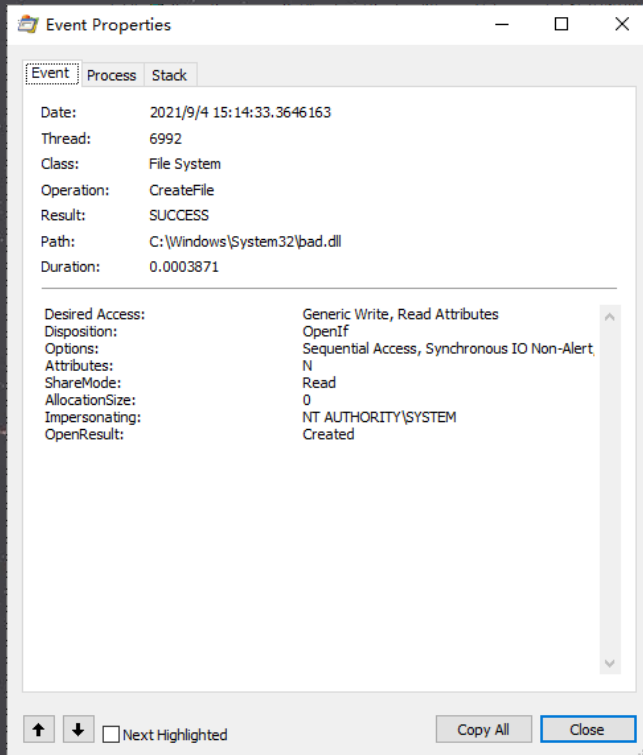 Event Properties
Event Process Stack
Date: 2021/9/4 15:14:33.3646163
Thread: 6992
Class: File System
Operation: CreateFile
Result: SUCCESS
Path: C:\Windows\System32\bad.dll
Duration: 0.0003871
Desired Access: Generic Write, Read Attributes
Disposition: OpenIf
Options: Sequential Access, Synchronous IO Non-Alert,
Attributes: N
ShareMode: Read
AllocationSize: 0
Impersonating: NT AUTHORITY\SYSTEM
OpenResult: Created
Next Highlighted Copy All Close